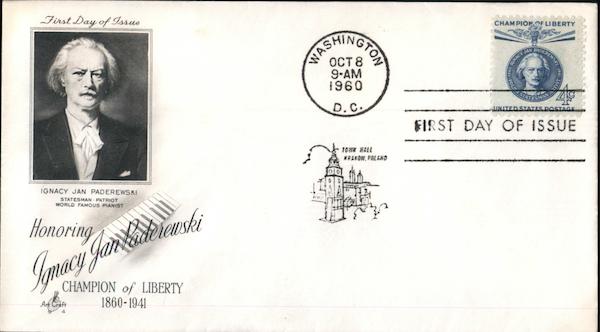 First Day of Issue
IGNACY JAN PADEREWSKI
STATESMAN - PATRIOT
WORLD FAMOUS PIANIST
Honoring
Ignacy Jan Paderewski
CHAMPION of LIBERTY
1860-1941
Art Craft
WASHINGTON
OCT 8
9-AM
1960
D.C.
TOWN HALL
KRAKOW, POLAND
CHAMPION OF LIBERTY
4¢
UNITED STATES POSTAGE
FIRST DAY OF ISSUE